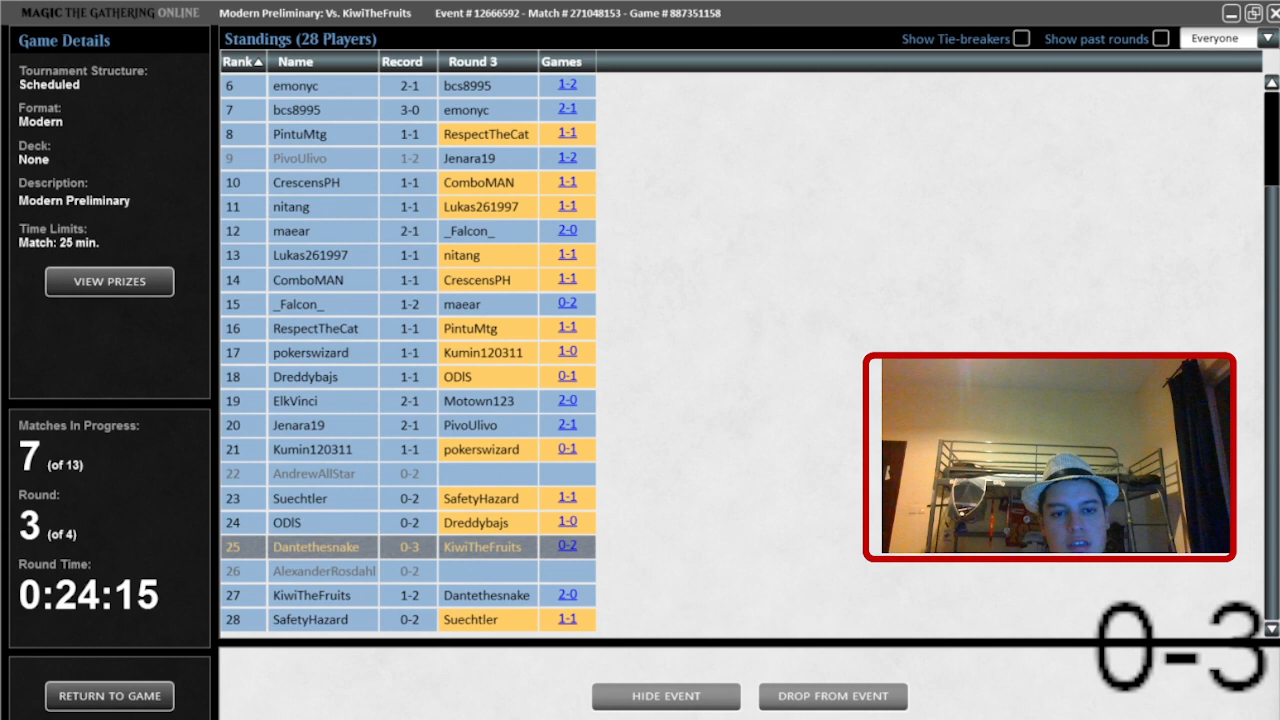 MAGIC THE GATHERING ONLINE Modern Preliminary: Vs. KiwiTheFruits Event # 12666592 - Match # 271048153 - Game # 887351158
Game Details
Tournament Structure:
Scheduled
Format:
Modern
Deck:
None
Description:
Modern Preliminary
Time Limits:
Match: 25 min.
VIEW PRIZES
Matches In Progress:
7 (of 13)
Round:
3 (of 4)
Round Time:
0:24:15
RETURN TO GAME
Standings (28 Players) Show Tie-breakers Show past rounds Everyone
Rank Name Record Round 3 Games
6 emonyc 2-1 bcs8995 1-2
7 bcs8995 3-0 emonyc 2-1
8 PintuMtg 1-1 RespectTheCat 1-1
9 PivoUlivo 1-2 Jenara19 1-2
10 CrescensPH 1-1 ComboMAN 1-1
11 nitang 1-1 Lukas261997 1-1
12 maear 2-1 _Falcon_ 2-0
13 Lukas261997 1-1 nitang 1-1
14 ComboMAN 1-1 CrescensPH 1-1
15 _Falcon_ 1-2 maear 0-2
16 RespectTheCat 1-1 PintuMtg 1-1
17 pokerswizard 1-1 Kumin120311 1-0
18 Dreddybajs 1-1 ODlS 0-1
19 ElkVinci 2-1 Motown123 2-0
20 Jenara19 2-1 PivoUlivo 2-1
21 Kumin120311 1-1 pokerswizard 0-1
22 AndrewAllStar 0-2
23 Suechtler 0-2 SafetyHazard 1-1
24 ODlS 0-2 Dreddybajs 1-0
25 Dantethesnake 0-3 KiwiTheFruits 0-2
26 AlexanderRosdahl 0-2
27 KiwiTheFruits 1-2 Dantethesnake 2-0
28 SafetyHazard 0-2 Suechtler 1-1
0-3
HIDE EVENT DROP FROM EVENT